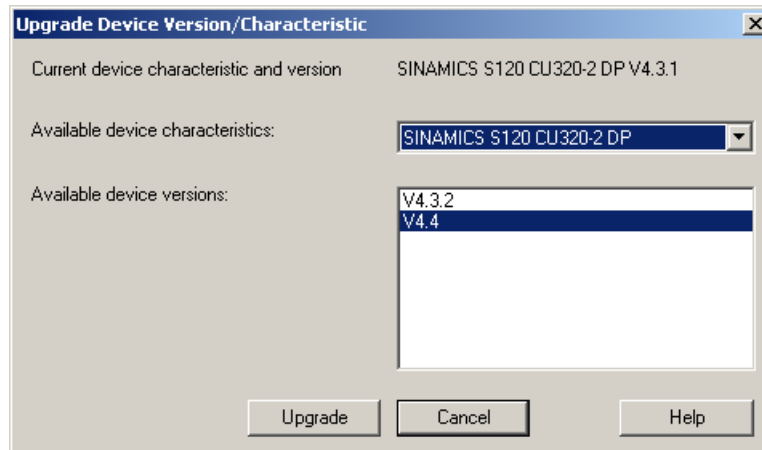 Upgrade Device Version/Characteristic
Current device characteristic and version SINAMICS S120 CU320-2 DP V4.3.1
Available device characteristics: SINAMICS S120 CU320-2 DP
Available device versions: V4.3.2
V4.4
Upgrade Cancel Help